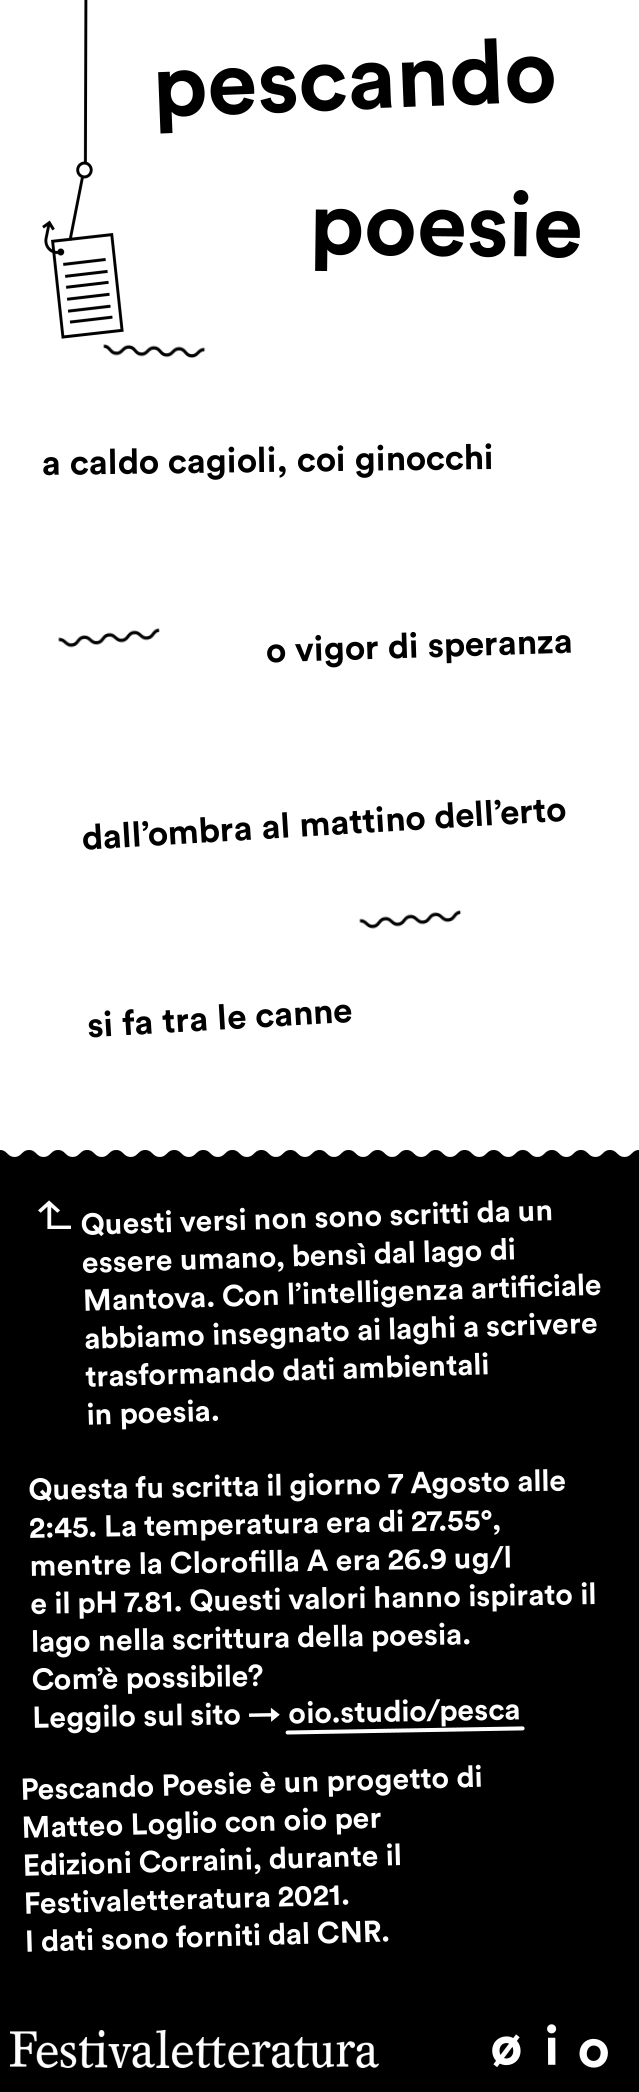 pescando
poesie
a caldo cagioli, coi ginocchi
o vigor di speranza
dall’ombra al mattino dell’erto
si fa tra le canne
Questi versi non sono scritti da un
essere umano, bensì dal lago di
Mantova. Con l’intelligenza artificiale
abbiamo insegnato ai laghi a scrivere
trasformando dati ambientali
in poesia.
Questa fu scritta il giorno 7 Agosto alle
2:45. La temperatura era di 27.55°,
mentre la Clorofilla A era 26.9 ug/l
e il pH 7.81. Questi valori hanno ispirato il
lago nella scrittura della poesia.
Com’è possibile?
Leggilo sul sito → oio.studio/pesca
Pescando Poesie è un progetto di
Matteo Loglio con oio per
Edizioni Corraini, durante il
Festivaletteratura 2021.
I dati sono forniti dal CNR.
Festivaletteratura øio